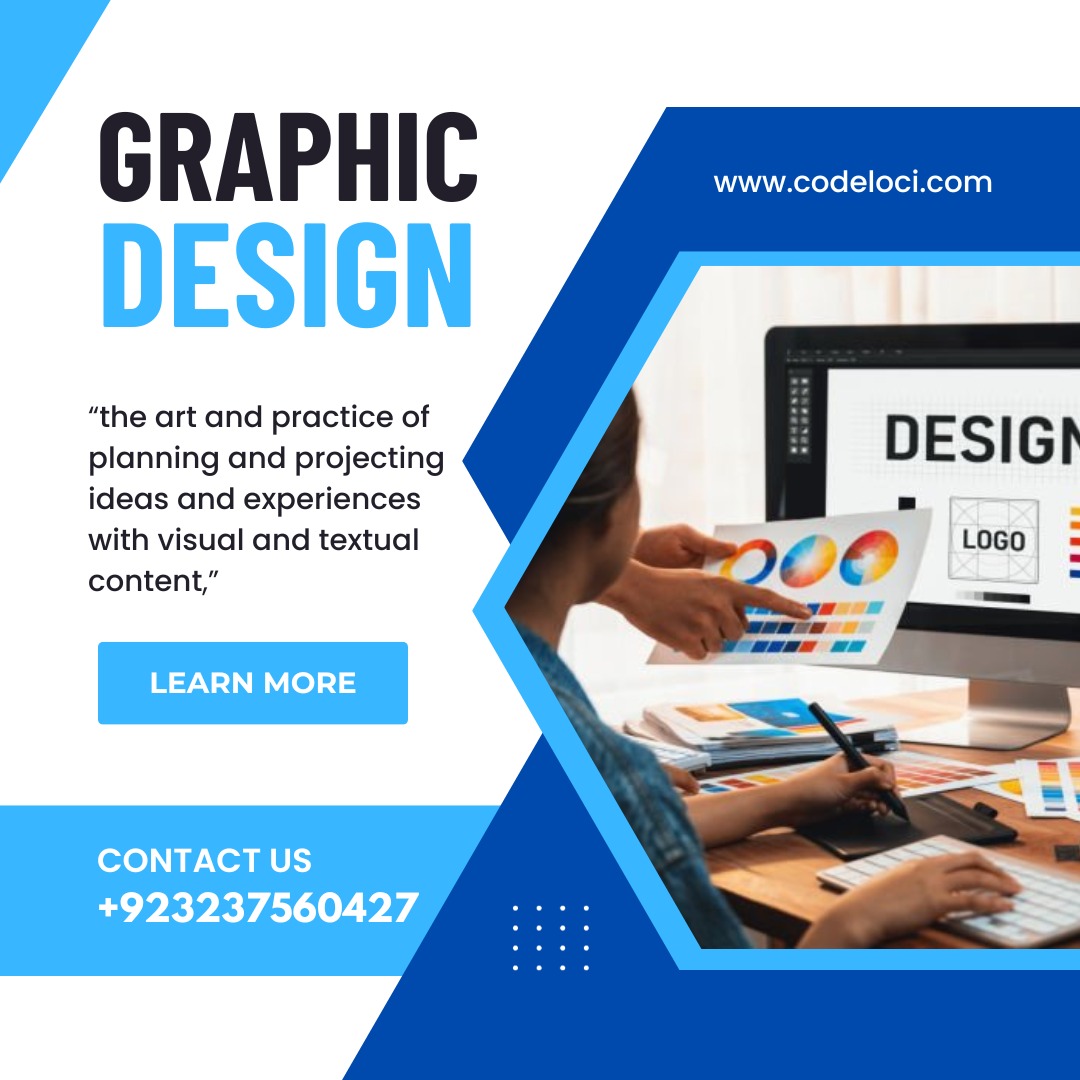 GRAPHIC
DESIGN
www.codeloci.com
“the art and practice of
planning and projecting
ideas and experiences
with visual and textual
content,”
LEARN MORE
CONTACT US
+923237560427
DESIGN
LOGO